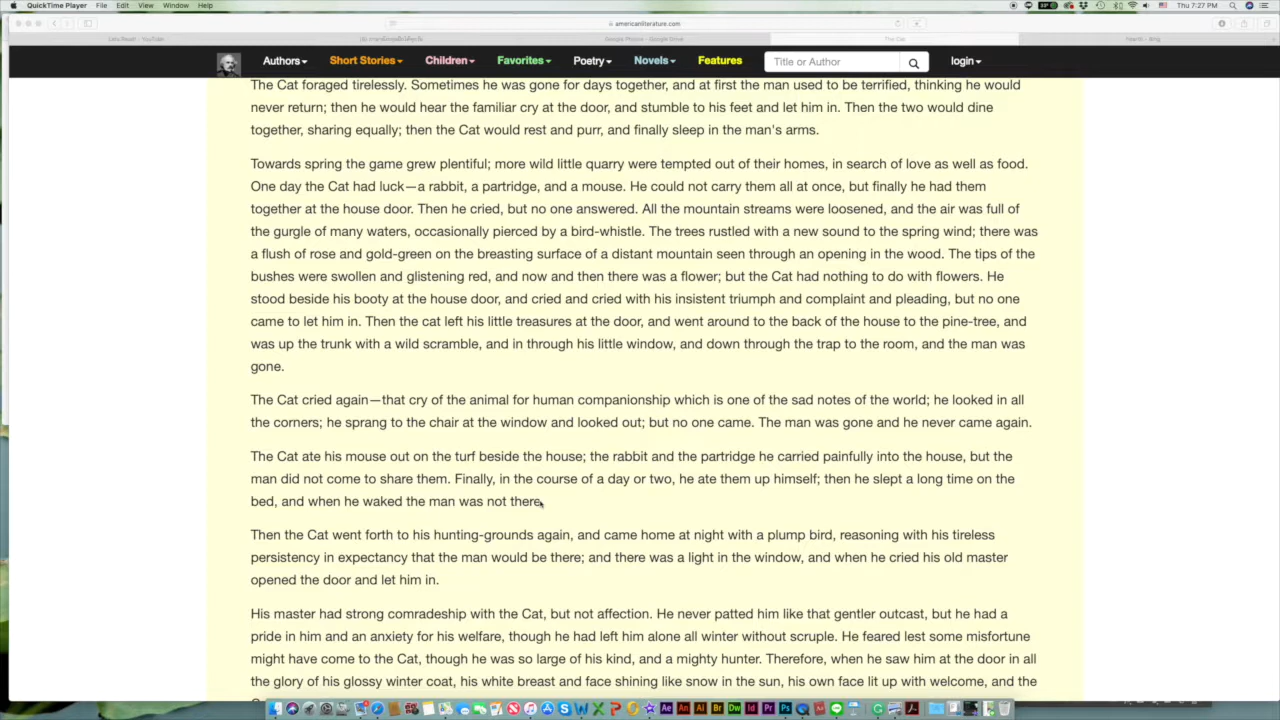 QuickTime Player File Edit View Window Help
Thu 7:27 PM
americanliterature.com
Google Photos - Google Drive
The Cat
Authors Short Stories Children Favorites Poetry Novels Features Title or Author login
The Cat foraged tirelessly. Sometimes he was gone for days together, and at first the man used to be terrified, thinking he would
never return; then he would hear the familiar cry at the door, and stumble to his feet and let him in. Then the two would dine
together, sharing equally; then the Cat would rest and purr, and finally sleep in the man's arms.
Towards spring the game grew plentiful; more wild little quarry were tempted out of their homes, in search of love as well as food.
One day the Cat had luck—a rabbit, a partridge, and a mouse. He could not carry them all at once, but finally he had them
together at the house door. Then he cried, but no one answered. All the mountain streams were loosened, and the air was full of
the gurgle of many waters, occasionally pierced by a bird-whistle. The trees rustled with a new sound to the spring wind; there was
a flush of rose and gold-green on the breasting surface of a distant mountain seen through an opening in the wood. The tips of the
bushes were swollen and glistening red, and now and then there was a flower; but the Cat had nothing to do with flowers. He
stood beside his booty at the house door, and cried and cried with his insistent triumph and complaint and pleading, but no one
came to let him in. Then the cat left his little treasures at the door, and went around to the back of the house to the pine-tree, and
was up the trunk with a wild scramble, and in through his little window, and down through the trap to the room, and the man was
gone.
The Cat cried again—that cry of the animal for human companionship which is one of the sad notes of the world; he looked in all
the corners; he sprang to the chair at the window and looked out; but no one came. The man was gone and he never came again.
The Cat ate his mouse out on the turf beside the house; the rabbit and the partridge he carried painfully into the house, but the
man did not come to share them. Finally, in the course of a day or two, he ate them up himself; then he slept a long time on the
bed, and when he waked the man was not there.
Then the Cat went forth to his hunting-grounds again, and came home at night with a plump bird, reasoning with his tireless
persistency in expectancy that the man would be there; and there was a light in the window, and when he cried his old master
opened the door and let him in.
His master had strong comradeship with the Cat, but not affection. He never patted him like that gentler outcast, but he had a
pride in him and an anxiety for his welfare, though he had left him alone all winter without scruple. He feared lest some misfortune
might have come to the Cat, though he was so large of his kind, and a mighty hunter. Therefore, when he saw him at the door in all
the glory of his glossy winter coat, his white breast and face shining like snow in the sun, his own face lit up with welcome, and the